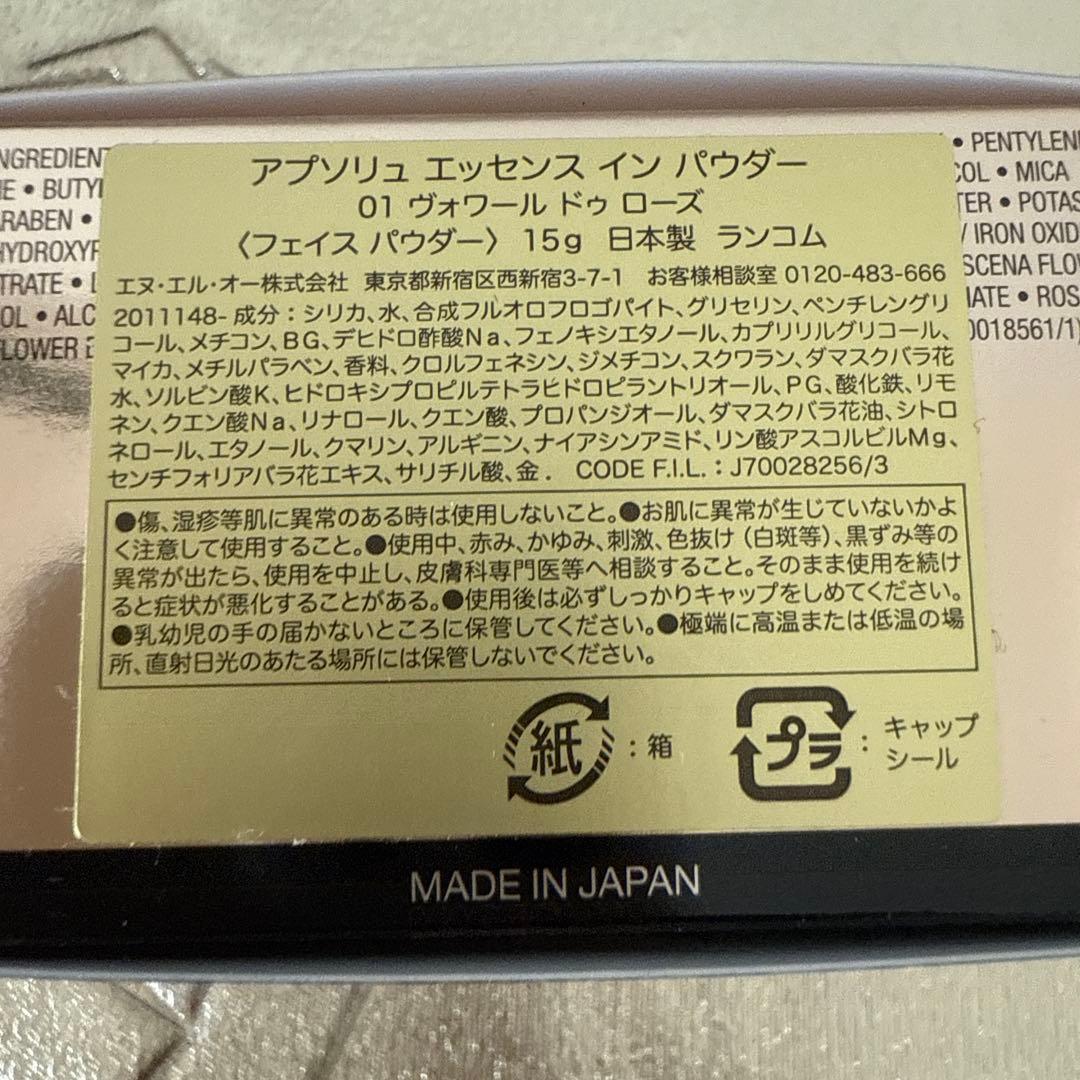 アプソリュ エッセンス イン パウダー
01 ヴォワール ドゥ ローズ
〈フェイス パウダー〉 15g 日本製 ランコム
エヌ・エル・オー株式会社 東京都新宿区西新宿3-7-1 お客様相談室 0120-483-666
2011148- 成分：シリカ、水、合成フルオロフロゴパイト、グリセリン、ペンチレングリ
コール、メチコン、BG、デヒドロ酢酸Na、フェノキシエタノール、カプリリルグリコール、
マイカ、メチルパラベン、香料、クロルフェネシン、ジメチコン、スクワラン、ダマスクバラ花
水、ソルビン酸K、ヒドロキシプロピルテトラヒドロピラントリオール、PG、酸化鉄、リモ
ネン、クエン酸Na、リナロール、クエン酸、プロパンジオール、ダマスクバラ花油、シトロ
ネロール、エタノール、クマリン、アルギニン、ナイアシンアミド、リン酸アスコルビルMg、
センチフォリアバラ花エキス、サリチル酸、金． CODE F.I.L.：J70028256/3
●傷、湿疹等肌に異常のある時は使用しないこと。●お肌に異常が生じていないかよ
く注意して使用すること。●使用中、赤み、かゆみ、刺激、色抜け（白斑等）、黒ずみ等の
異常が出たら、使用を中止し、皮膚科専門医等へ相談すること。そのまま使用を続け
ると症状が悪化することがある。●使用後は必ずしっかりキャップをしめてください。
●乳幼児の手の届かないところに保管してください。●極端に高温または低温の場
所、直射日光のあたる場所には保管しないでください。
紙：箱
プラ：キャップ
シール
NGREDIENT
• PENTYLEN
E • BUTY
COL • MICA
RABEN •
TER • POTAS
HYDROXYP
/ IRON OXID
TRATE •
SCENA FLO
OL • ALC
ATE • ROS
FLOWER
0018561/1)
MADE IN JAPAN